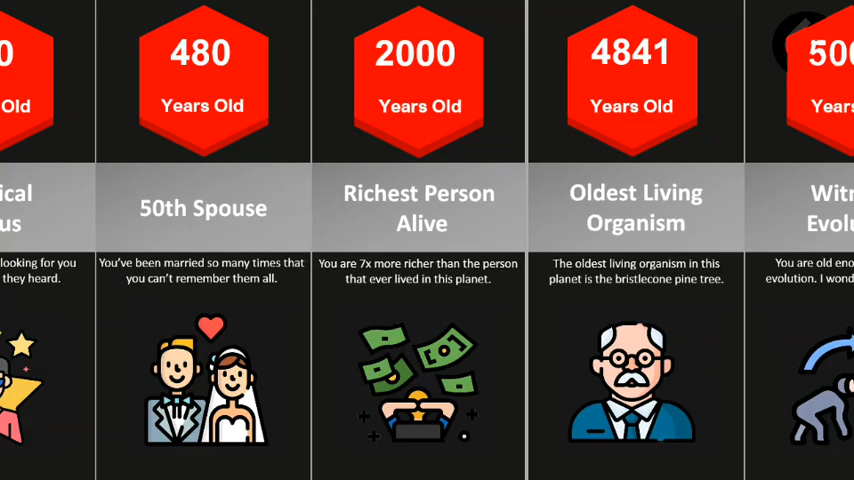 0
Old
ical
us
looking for you
they heard.
480
Years Old
50th Spouse
You've been married so many times that
you can't remember them all.
2000
Years Old
Richest Person
Alive
You are 7x more richer than the person
that ever lived in this planet.
4841
Years Old
Oldest Living
Organism
The oldest living organism in this
planet is the bristlecone pine tree.
500
Years
Witn
Evolu
You are old eno
evolution. I wond